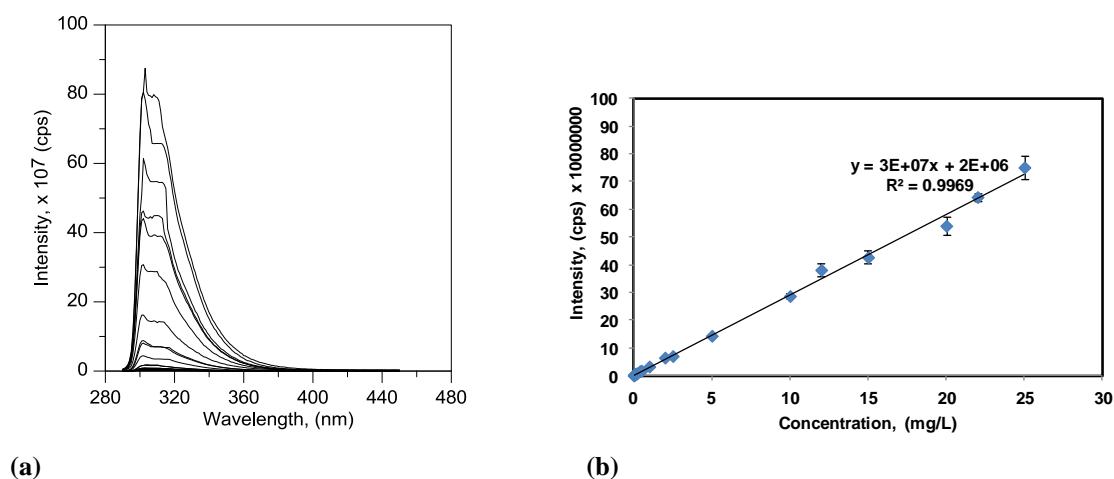 100
80
60
40
20
0
280 320 360 400 440 480
Intensity, x 10⁷ (cps)
Wavelength, (nm)
(a)
100
90
80
70
60
50
40
30
20
10
0
0 5 10 15 20 25 30
Intensity, (cps) x 10000000
Concentration, (mg/L)
y = 3E+07x + 2E+06
R² = 0.9969
(b)